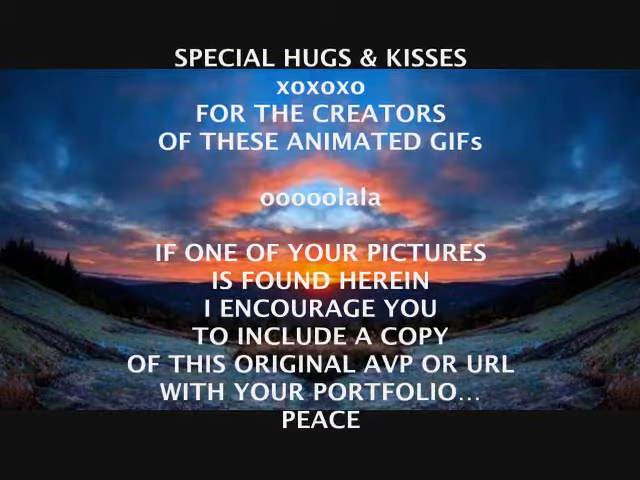 SPECIAL HUGS & KISSES
xoxoxo
FOR THE CREATORS
OF THESE ANIMATED GIFs
ooooolala
IF ONE OF YOUR PICTURES
IS FOUND HEREIN
I ENCOURAGE YOU
TO INCLUDE A COPY
OF THIS ORIGINAL AVP OR URL
WITH YOUR PORTFOLIO...
PEACE